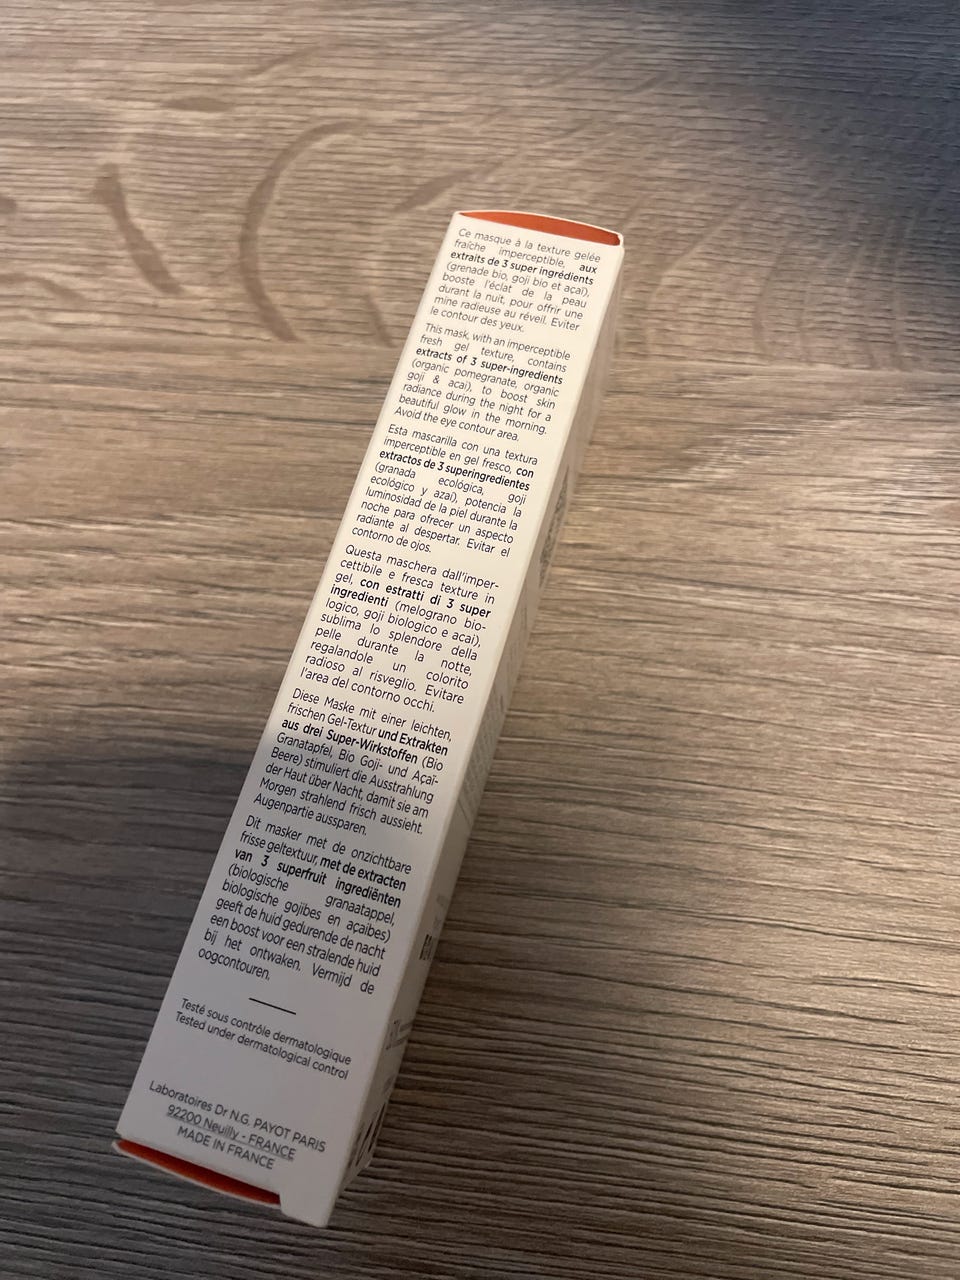 Ce masque à la texture gelée
fraîche imperceptible, aux
extraits de 3 super ingrédients
(grenade bio, goji bio et açaï),
booste l'éclat de la peau
durant la nuit, pour offrir une
mine radieuse au réveil. Eviter
le contour des yeux.
This mask, with an imperceptible
fresh gel texture, contains
extracts of 3 super-ingredients
(organic pomegranate, organic
goji & acai), to boost skin
radiance during the night for a
beautiful glow in the morning.
Avoid the eye contour area.
Esta mascarilla con una textura
imperceptible en gel fresco, con
extractos de 3 superingredientes
(granada ecológica, goji
ecológico y azaí), potencia la
luminosidad de la piel durante la
noche para ofrecer un aspecto
radiante al despertar. Evitar el
contorno de ojos.
Questa maschera dall'imper-
cettibile e fresca texture in
gel, con estratti di 3 super
ingredienti (melograno bio-
logico, goji biologico e acai),
sublima lo splendore della
pelle durante la notte,
regalandole un colorito
radioso al risveglio. Evitare
l'area del contorno occhi.
Diese Maske mit einer leichten,
frischen Gel-Textur und Extrakten
aus drei Super-Wirkstoffen (Bio
Granatapfel, Bio Goji- und Açaí-
Beere) stimuliert die Ausstrahlung
der Haut über Nacht, damit sie am
Morgen strahlend frisch aussieht.
Augenpartie aussparen.
Dit masker met de onzichtbare
frisse geltextuur, met de extracten
van 3 superfruit ingrediënten
(biologische granaatappel,
biologische gojibes en açaibes)
geeft de huid gedurende de nacht
een boost voor een stralende huid
bij het ontwaken. Vermijd de
oogcontouren.
Testé sous contrôle dermatologique
Tested under dermatological control
Laboratoires Dr N.G. PAYOT PARIS
92200 Neuilly - FRANCE
MADE IN FRANCE